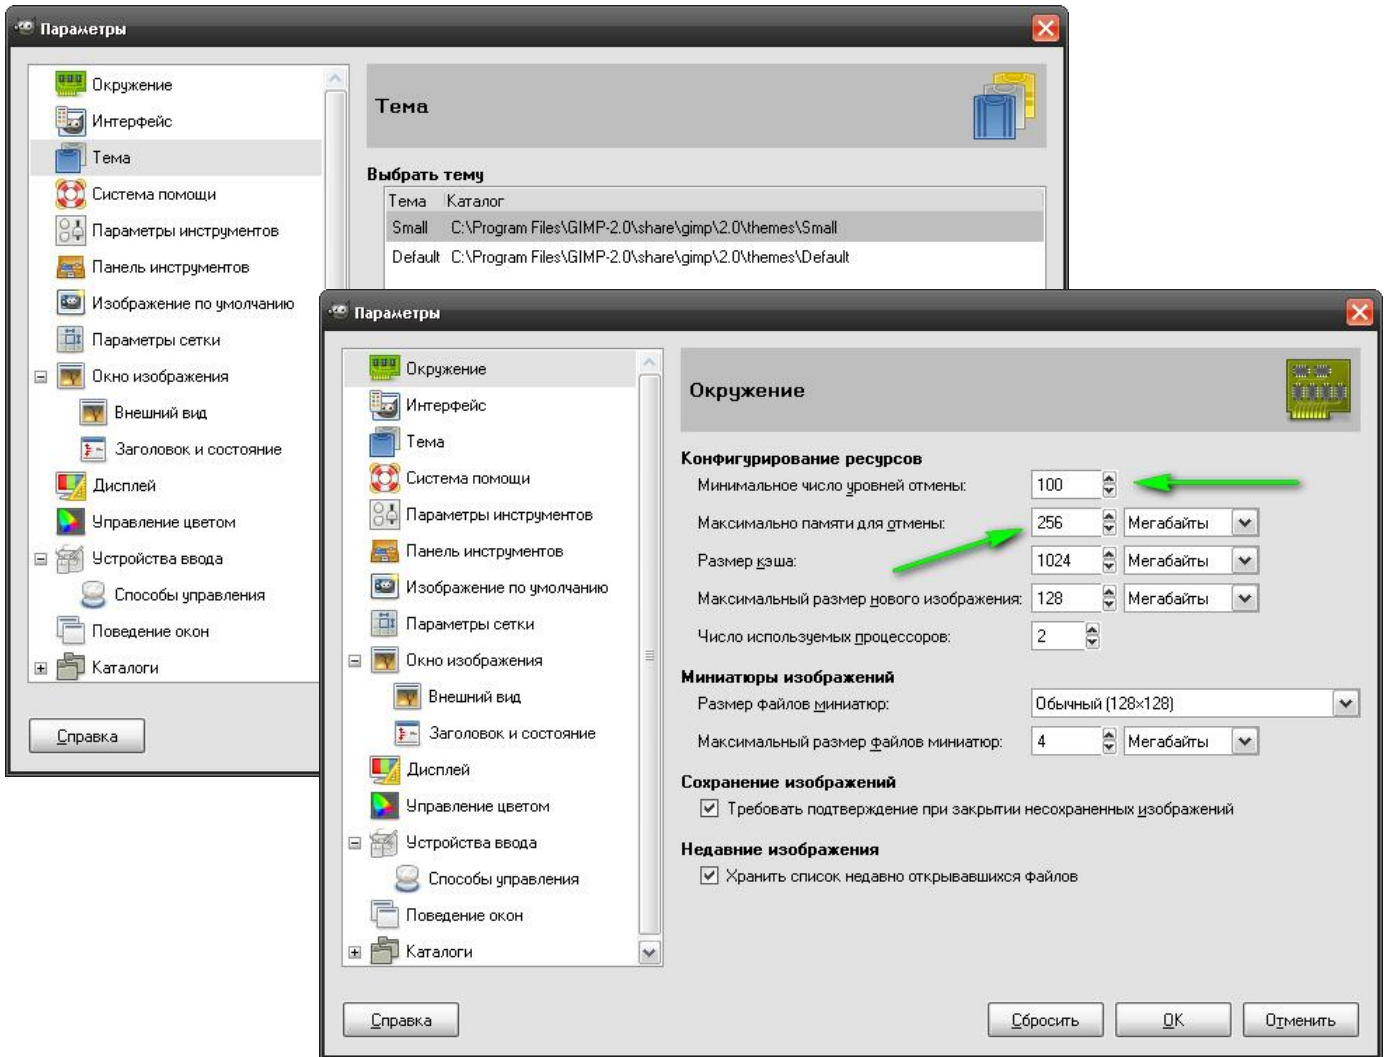 Параметры
Окружение
Интерфейс
Тема
Система помощи
Параметры инструментов
Панель инструментов
Изображение по умолчанию
Параметры сетки
Окно изображения
Внешний вид
Заголовок и состояние
Дисплей
Управление цветом
Устройства ввода
Способы управления
Поведение окон
Каталоги
Справка
Тема
Выбрать тему
Тема Каталог
Small C:\Program Files\GIMP-2.0\share\gimp\2.0\themes\Small
Default C:\Program Files\GIMP-2.0\share\gimp\2.0\themes\Default
Параметры
Окружение
Интерфейс
Тема
Система помощи
Параметры инструментов
Панель инструментов
Изображение по умолчанию
Параметры сетки
Окно изображения
Внешний вид
Заголовок и состояние
Дисплей
Управление цветом
Устройства ввода
Способы управления
Поведение окон
Каталоги
Окружение
Конфигурирование ресурсов
Минимальное число уровней отмены: 100
Максимально памяти для отмены: 256 Мегабайты
Размер кэша: 1024 Мегабайты
Максимальный размер нового изображения: 128 Мегабайты
Число используемых процессоров: 2
Миниатюры изображений
Размер файлов миниатюр: Обычный (128×128)
Максимальный размер файлов миниатюр: 4 Мегабайты
Сохранение изображений
Требовать подтверждение при закрытии несохраненных изображений
Недавние изображения
Хранить список недавно открывавшихся файлов
Справка Сбросить OK Отменить